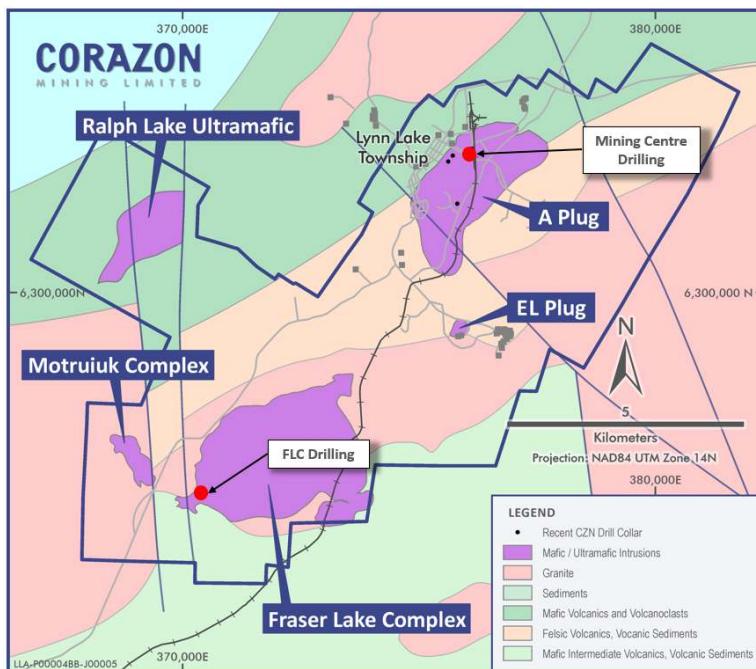 370,000E
380,000E
CORAZON
MINING LIMITED
Ralph Lake Ultramafic
Lynn Lake
Township
Mining Centre
Drilling
A Plug
6,300,000N
6,300,000 N
EL Plug
N
Motruiuk Complex
5
Kilometers
Projection: NAD84 UTM Zone 14N
FLC Drilling
380,000E
LEGEND
Recent CZN Drill Collar
Mafic / Ultramafic Intrusions
Granite
Sediments
Mafic Volcanics and Volcanoclasts
Felsic Volcanics, Vocanic Sediments
Mafic Intermediate Volcanics, Volcanic Sediments
Fraser Lake Complex
LLA-P00004BB-J00005
370,000E